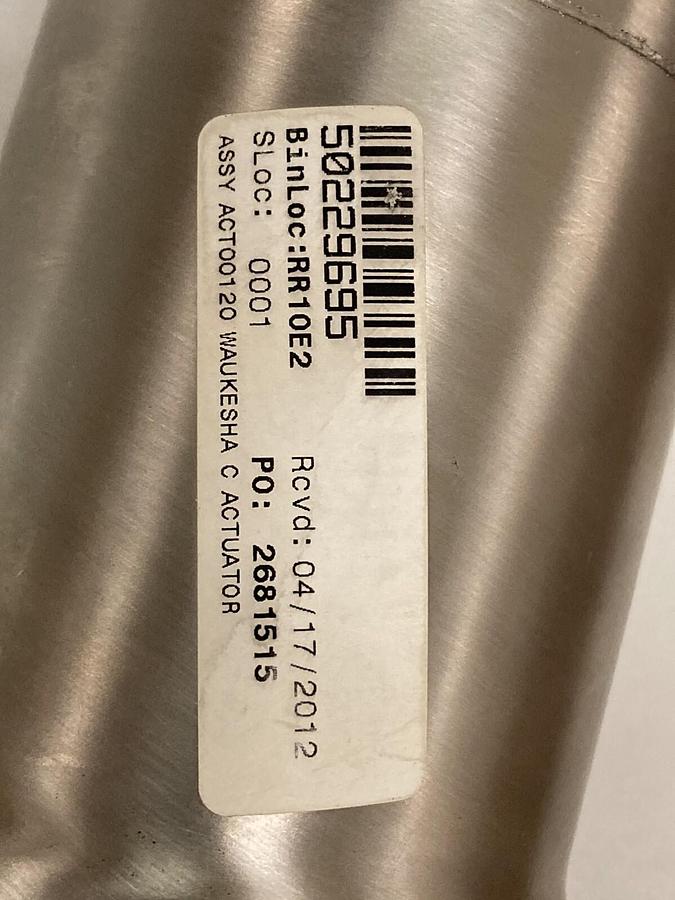 50229695
BinLoc:RR10E2 Rcvd: 04/17/2012
SLoc: 0001 PO: 2681515
ASSY ACT00120 WAUKESHA C ACTUATOR